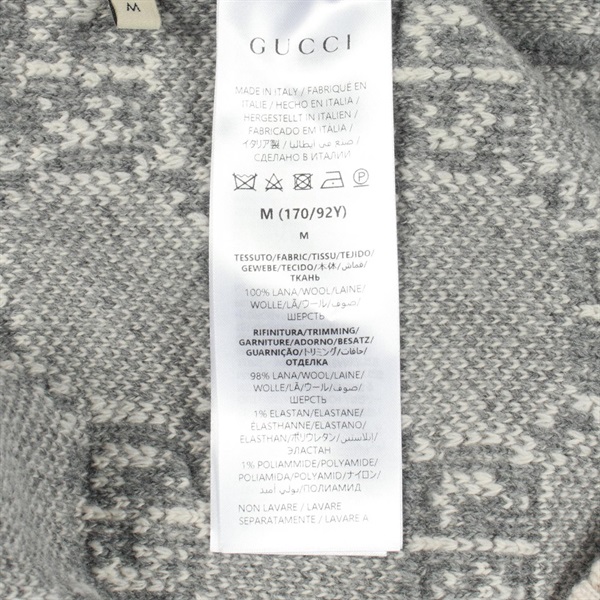 M
GUCCI
MADE IN ITALY / FABRIQUE EN
ITALIE / HECHO EN ITALIA /
HERGESTELLT IN ITALIEN /
FABRICADO EM ITALIA /
イタリア製 / صنع في ايطاليا /
СДЕЛАНО В ИТАЛИИ
P
M (170/92Y)
M
TESSUTO/FABRIC/TISSU/TEJIDO/
GEWEBE/TECIDO/本体/قماش/
ТКАНЬ
100% LANA/WOOL/LAINE/
WOLLE/LÃ/ウール/صوف/
ШЕРСТЬ
RIFINITURA/TRIMMING/
GARNITURE/ADORNO/BESATZ/
GUARNIÇÃO/トリミング/حافات/
ОТДЕЛКА
98% LANA/WOOL/LAINE/
WOLLE/LÃ/ウール/صوف/
ШЕРСТЬ
1% ELASTAN/ELASTANE/
ÉLASTHANNE/ELASTANO/
ELASTHAN/ポリウレタン/ايلاستين/
ЭЛАСТАН
1% POLIAMMIDE/POLYAMIDE/
POLIAMIDA/POLYAMID/ナイロン/
بولي أميد/ПОЛИАМИД
NON LAVARE / LAVARE
SEPARATAMENTE / LAVARE A